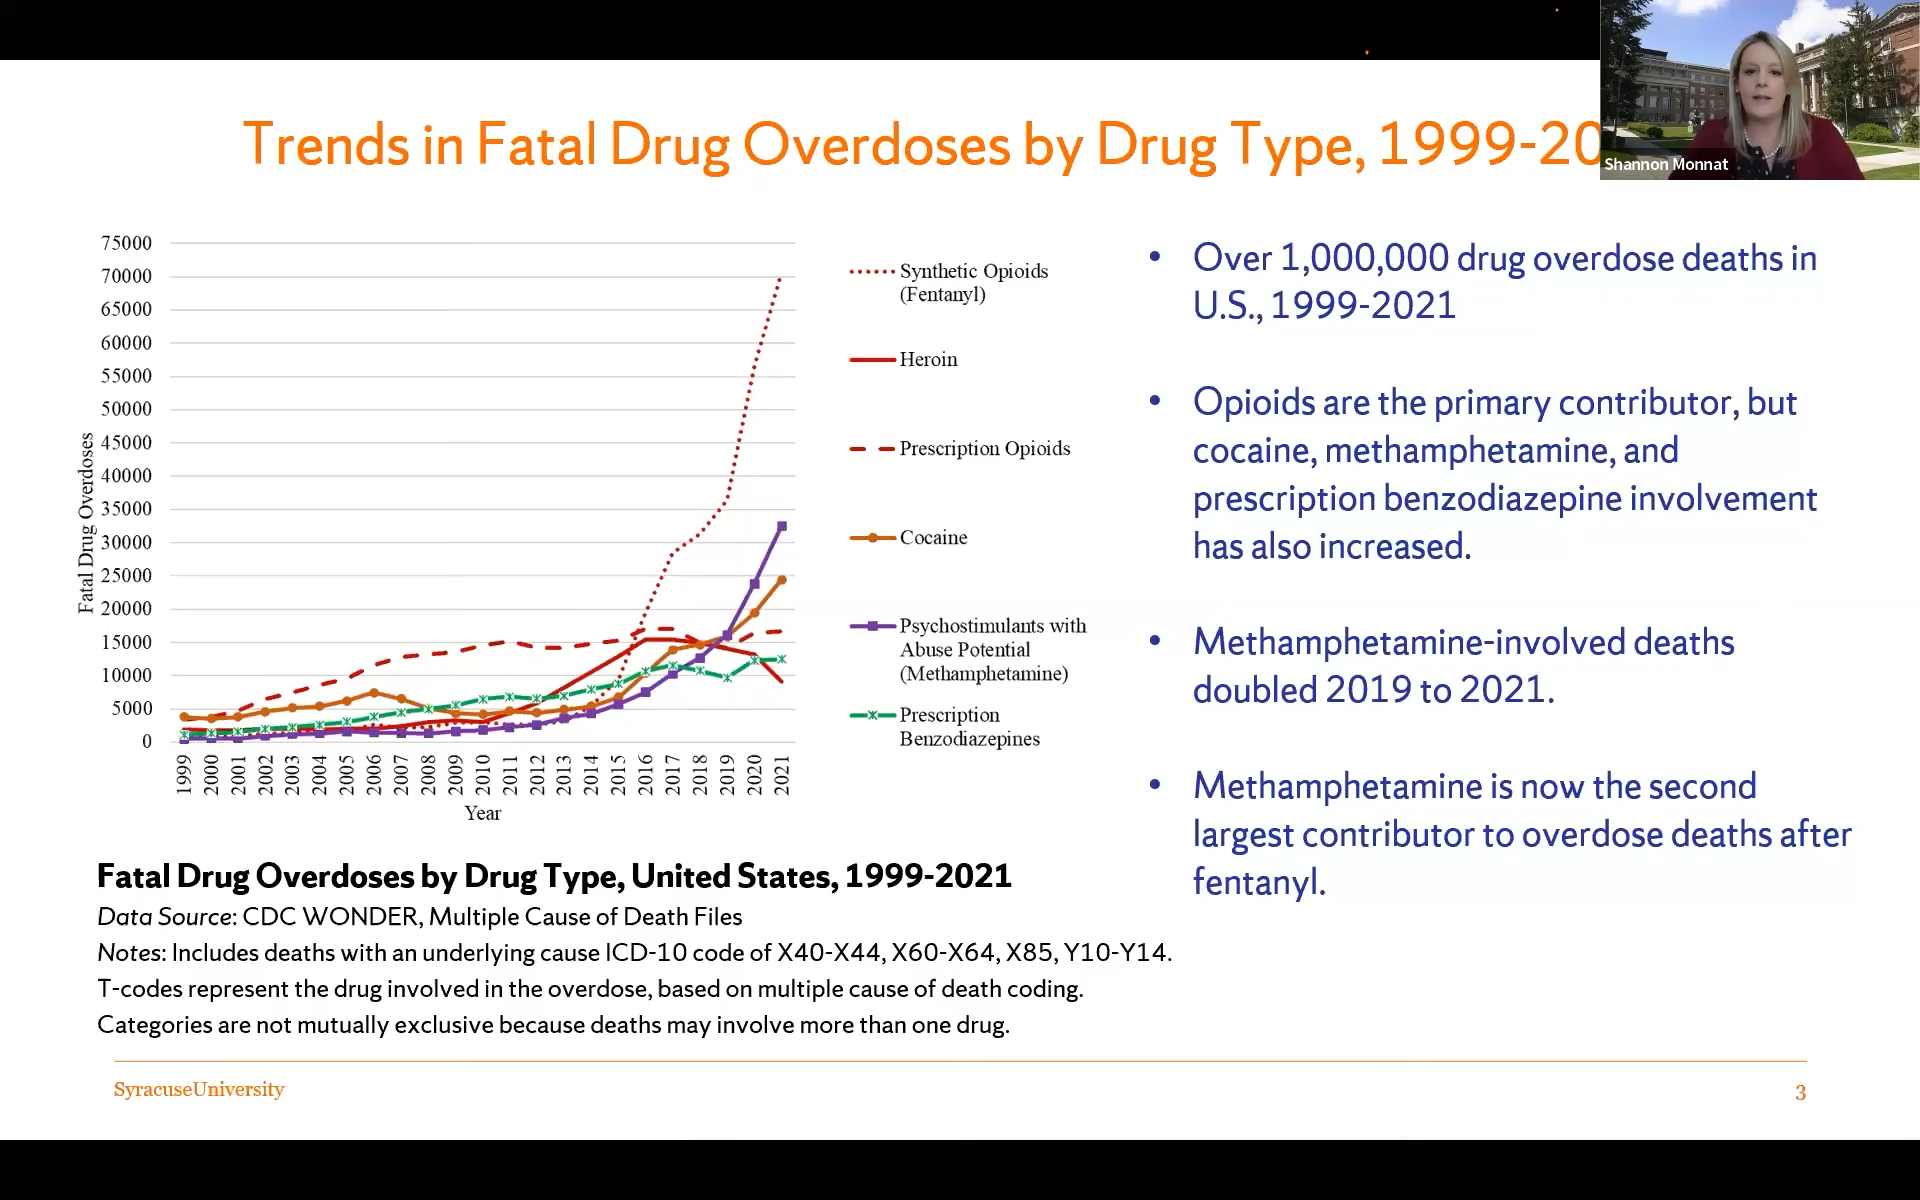 Shannon Monnat
Trends in Fatal Drug Overdoses by Drug Type, 1999-20
75000
70000
65000
60000
55000
50000
45000
40000
35000
30000
25000
20000
15000
10000
5000
0
Fatal Drug Overdoses
1999
2000
2001
2002
2003
2004
2005
2006
2007
2008
2009
2010
2011
2012
2013
2014
2015
2016
2017
2018
2019
2020
2021
Year
Synthetic Opioids
(Fentanyl)
Heroin
Prescription Opioids
Cocaine
Psychostimulants with
Abuse Potential
(Methamphetamine)
Prescription
Benzodiazepines
• Over 1,000,000 drug overdose deaths in
U.S., 1999-2021
• Opioids are the primary contributor, but
cocaine, methamphetamine, and
prescription benzodiazepine involvement
has also increased.
• Methamphetamine-involved deaths
doubled 2019 to 2021.
• Methamphetamine is now the second
largest contributor to overdose deaths after
fentanyl.
Fatal Drug Overdoses by Drug Type, United States, 1999-2021
Data Source: CDC WONDER, Multiple Cause of Death Files
Notes: Includes deaths with an underlying cause ICD-10 code of X40-X44, X60-X64, X85, Y10-Y14.
T-codes represent the drug involved in the overdose, based on multiple cause of death coding.
Categories are not mutually exclusive because deaths may involve more than one drug.
SyracuseUniversity
3